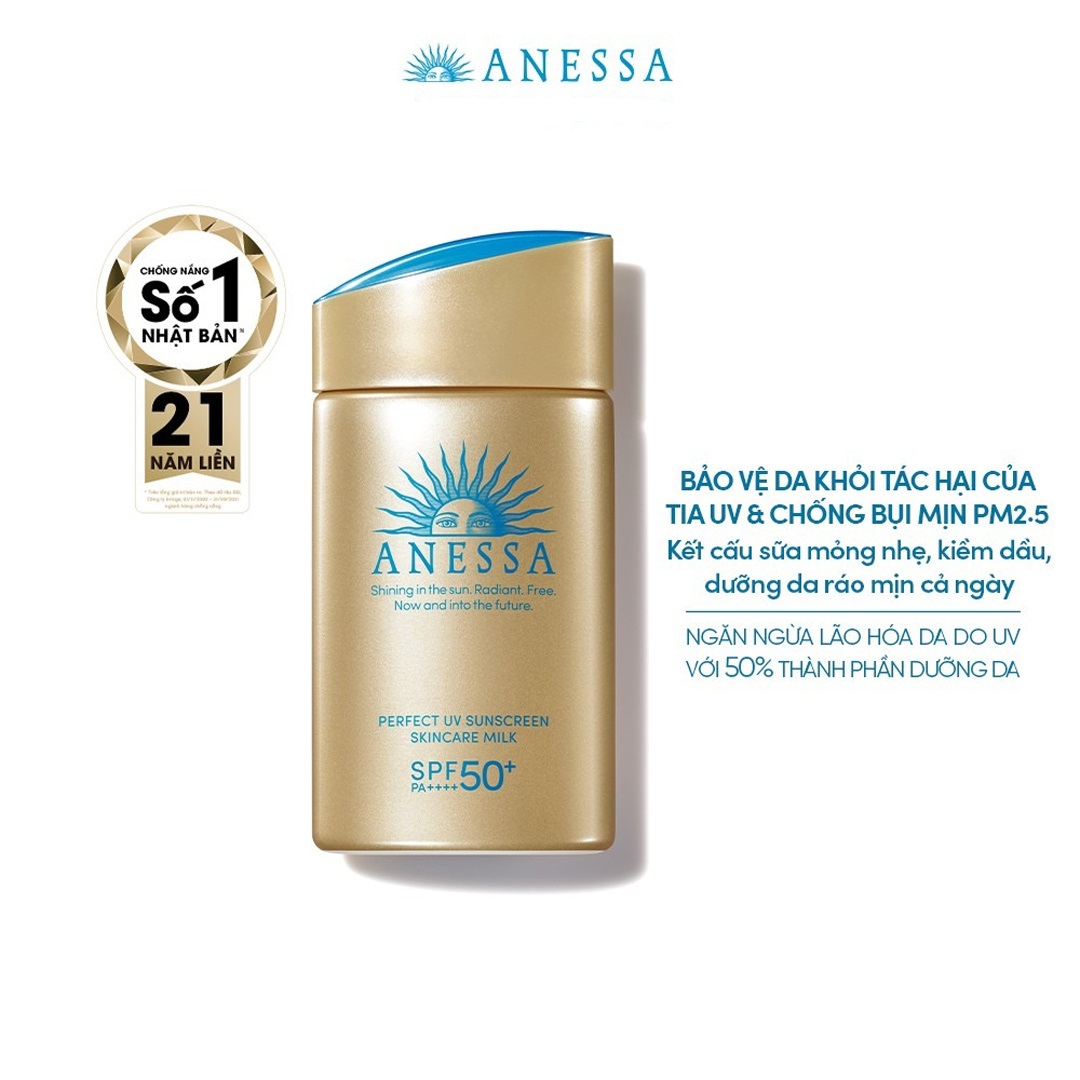 ANESSA
CHỐNG NẮNG
Số 1
NHẬT BẢN
21
NĂM LIỀN
ANESSA
Shining in the sun. Radiant. Free.
Now and into the future.
PERFECT UV SUNSCREEN
SKINCARE MILK
SPF 50+
PA++++
BẢO VỆ DA KHỎI TÁC HẠI CỦA
TIA UV & CHỐNG BỤI MỊN PM2.5
Kết cấu sữa mỏng nhẹ, kiềm dầu,
dưỡng da ráo mịn cả ngày
NGĂN NGỪA LÃO HÓA DA DO UV
VỚI 50% THÀNH PHẦN DƯỠNG DA